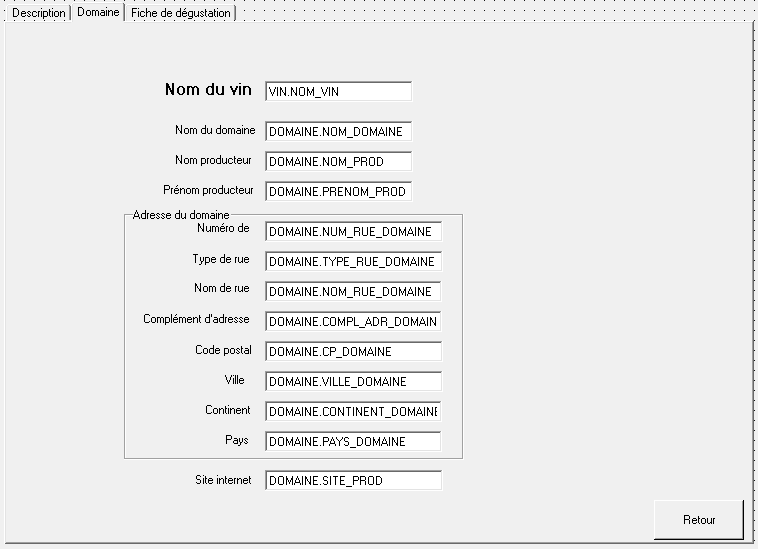 Description Domaine Fiche de dégustation
Nom du vin VIN.NOM_VIN
Nom du domaine DOMAINE.NOM_DOMAINE
Nom producteur DOMAINE.NOM_PROD
Prénom producteur DOMAINE.PRENOM_PROD
Adresse du domaine
Numéro de DOMAINE.NUM_RUE_DOMAINE
Type de rue DOMAINE.TYPE_RUE_DOMAINE
Nom de rue DOMAINE.NOM_RUE_DOMAINE
Complément d'adresse DOMAINE.COMPL_ADR_DOMAIN
Code postal DOMAINE.CP_DOMAINE
Ville DOMAINE.VILLE_DOMAINE
Continent DOMAINE.CONTINENT_DOMAINE
Pays DOMAINE.PAYS_DOMAINE
Site internet DOMAINE.SITE_PROD
Retour